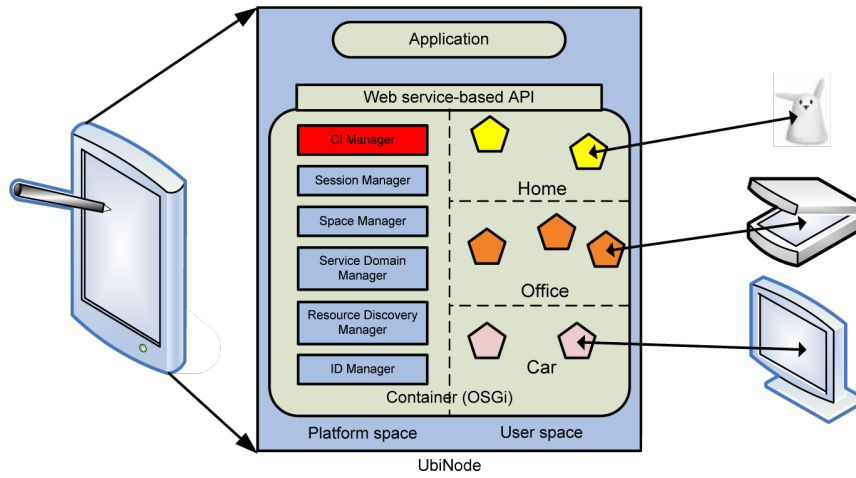 Application
Web service-based API
CI Manager
Session Manager
Space Manager
Service Domain
Manager
Resource Discovery
Manager
ID Manager
Home
Office
Car
Container (OSGi)
Platform space
User space
UbiNode